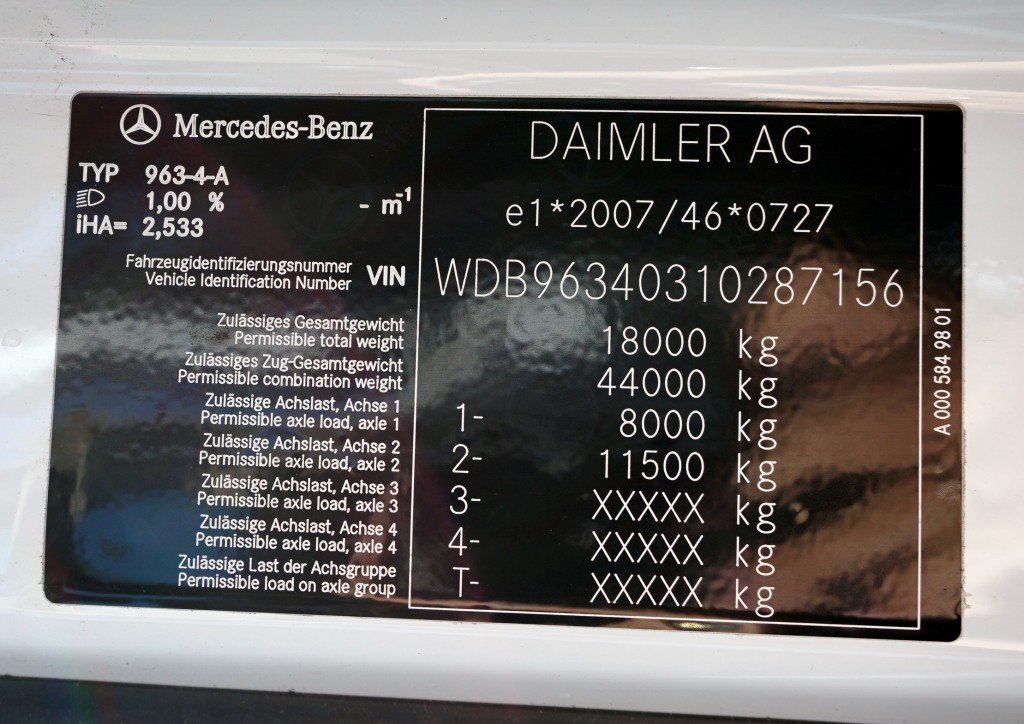 Mercedes-Benz
TYP 963-4-A
1,00 % - m⁻¹
iHA= 2,533
DAIMLER AG
e1*2007/46*0727
Fahrzeugidentifizierungsnummer
Vehicle Identification Number VIN WDB96340310287156
Zulässiges Gesamtgewicht
Permissible total weight 18000 kg
Zulässiges Zug-Gesamtgewicht
Permissible combination weight 44000 kg
Zulässige Achslast, Achse 1
Permissible axle load, axle 1 1- 8000 kg
Zulässige Achslast, Achse 2
Permissible axle load, axle 2 2- 11500 kg
Zulässige Achslast, Achse 3
Permissible axle load, axle 3 3- XXXXX kg
Zulässige Achslast, Achse 4
Permissible axle load, axle 4 4- XXXXX kg
Zulässige Last der Achsgruppe
Permissible load on axle group T- XXXXX kg
A 000 584 98 01